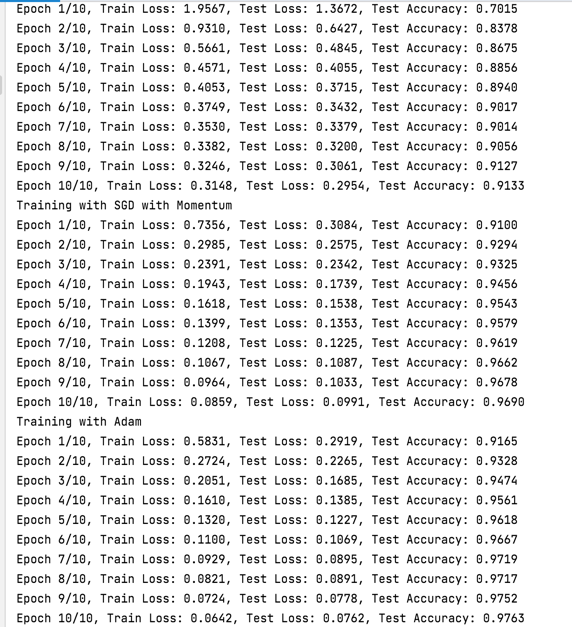 Epoch 1/10, Train Loss: 1.9567, Test Loss: 1.3672, Test Accuracy: 0.7015
Epoch 2/10, Train Loss: 0.9310, Test Loss: 0.6427, Test Accuracy: 0.8378
Epoch 3/10, Train Loss: 0.5661, Test Loss: 0.4845, Test Accuracy: 0.8675
Epoch 4/10, Train Loss: 0.4571, Test Loss: 0.4055, Test Accuracy: 0.8856
Epoch 5/10, Train Loss: 0.4053, Test Loss: 0.3715, Test Accuracy: 0.8940
Epoch 6/10, Train Loss: 0.3749, Test Loss: 0.3432, Test Accuracy: 0.9017
Epoch 7/10, Train Loss: 0.3530, Test Loss: 0.3379, Test Accuracy: 0.9014
Epoch 8/10, Train Loss: 0.3382, Test Loss: 0.3200, Test Accuracy: 0.9056
Epoch 9/10, Train Loss: 0.3246, Test Loss: 0.3061, Test Accuracy: 0.9127
Epoch 10/10, Train Loss: 0.3148, Test Loss: 0.2954, Test Accuracy: 0.9133
Training with SGD with Momentum
Epoch 1/10, Train Loss: 0.7356, Test Loss: 0.3084, Test Accuracy: 0.9100
Epoch 2/10, Train Loss: 0.2985, Test Loss: 0.2575, Test Accuracy: 0.9294
Epoch 3/10, Train Loss: 0.2391, Test Loss: 0.2342, Test Accuracy: 0.9325
Epoch 4/10, Train Loss: 0.1943, Test Loss: 0.1739, Test Accuracy: 0.9456
Epoch 5/10, Train Loss: 0.1618, Test Loss: 0.1538, Test Accuracy: 0.9543
Epoch 6/10, Train Loss: 0.1399, Test Loss: 0.1353, Test Accuracy: 0.9579
Epoch 7/10, Train Loss: 0.1208, Test Loss: 0.1225, Test Accuracy: 0.9619
Epoch 8/10, Train Loss: 0.1067, Test Loss: 0.1087, Test Accuracy: 0.9662
Epoch 9/10, Train Loss: 0.0964, Test Loss: 0.1033, Test Accuracy: 0.9678
Epoch 10/10, Train Loss: 0.0859, Test Loss: 0.0991, Test Accuracy: 0.9690
Training with Adam
Epoch 1/10, Train Loss: 0.5831, Test Loss: 0.2919, Test Accuracy: 0.9165
Epoch 2/10, Train Loss: 0.2724, Test Loss: 0.2265, Test Accuracy: 0.9328
Epoch 3/10, Train Loss: 0.2051, Test Loss: 0.1685, Test Accuracy: 0.9474
Epoch 4/10, Train Loss: 0.1610, Test Loss: 0.1385, Test Accuracy: 0.9561
Epoch 5/10, Train Loss: 0.1320, Test Loss: 0.1227, Test Accuracy: 0.9618
Epoch 6/10, Train Loss: 0.1100, Test Loss: 0.1069, Test Accuracy: 0.9667
Epoch 7/10, Train Loss: 0.0929, Test Loss: 0.0895, Test Accuracy: 0.9719
Epoch 8/10, Train Loss: 0.0821, Test Loss: 0.0891, Test Accuracy: 0.9717
Epoch 9/10, Train Loss: 0.0724, Test Loss: 0.0778, Test Accuracy: 0.9752
Epoch 10/10, Train Loss: 0.0642, Test Loss: 0.0762, Test Accuracy: 0.9763